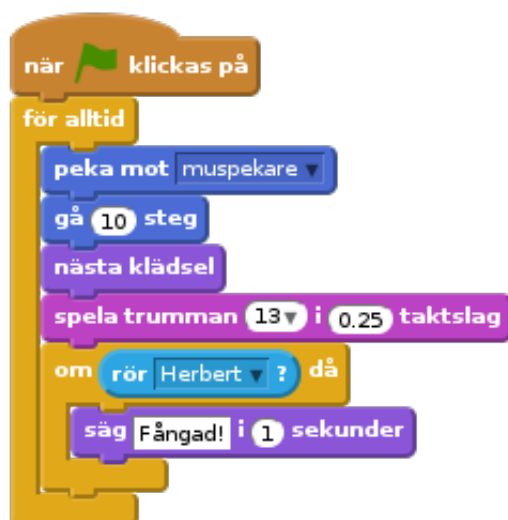 när klickas på
för alltid
peka mot muspekare
gå 10 steg
nästa klädsel
spela trumman 13 i 0.25 taktslag
om rör Herbert ? då
säg Fångad! i 1 sekunder